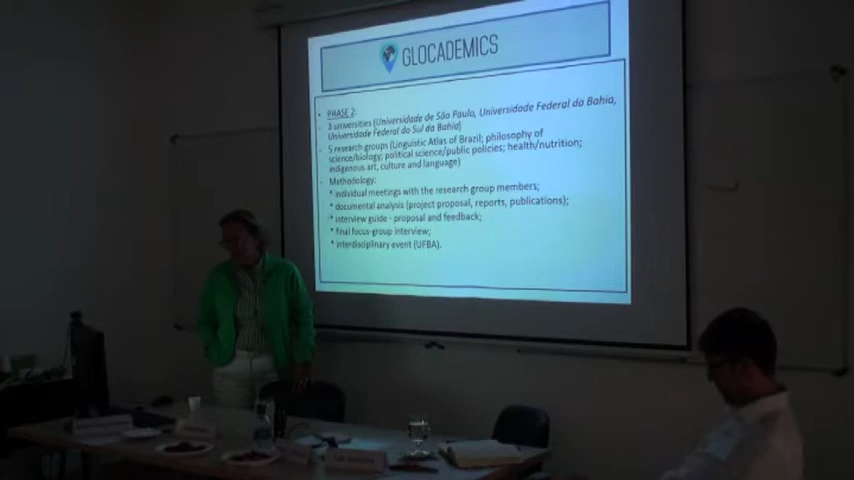 GLOCADEMICS
• PHASE 2:
- 3 universities (Universidade de São Paulo, Universidade Federal da Bahia,
Universidade Federal do Sul da Bahia)
- 5 research groups (Linguistic Atlas of Brazil; philosophy of
science/biology; political science/public policies; health/nutrition;
indigenous art, culture and language)
- Methodology:
* individual meetings with the research group members;
* documental analysis (project proposal, reports, publications);
* interview guide - proposal and feedback;
* final focus-group interview;
* interdisciplinary event (UFBA).